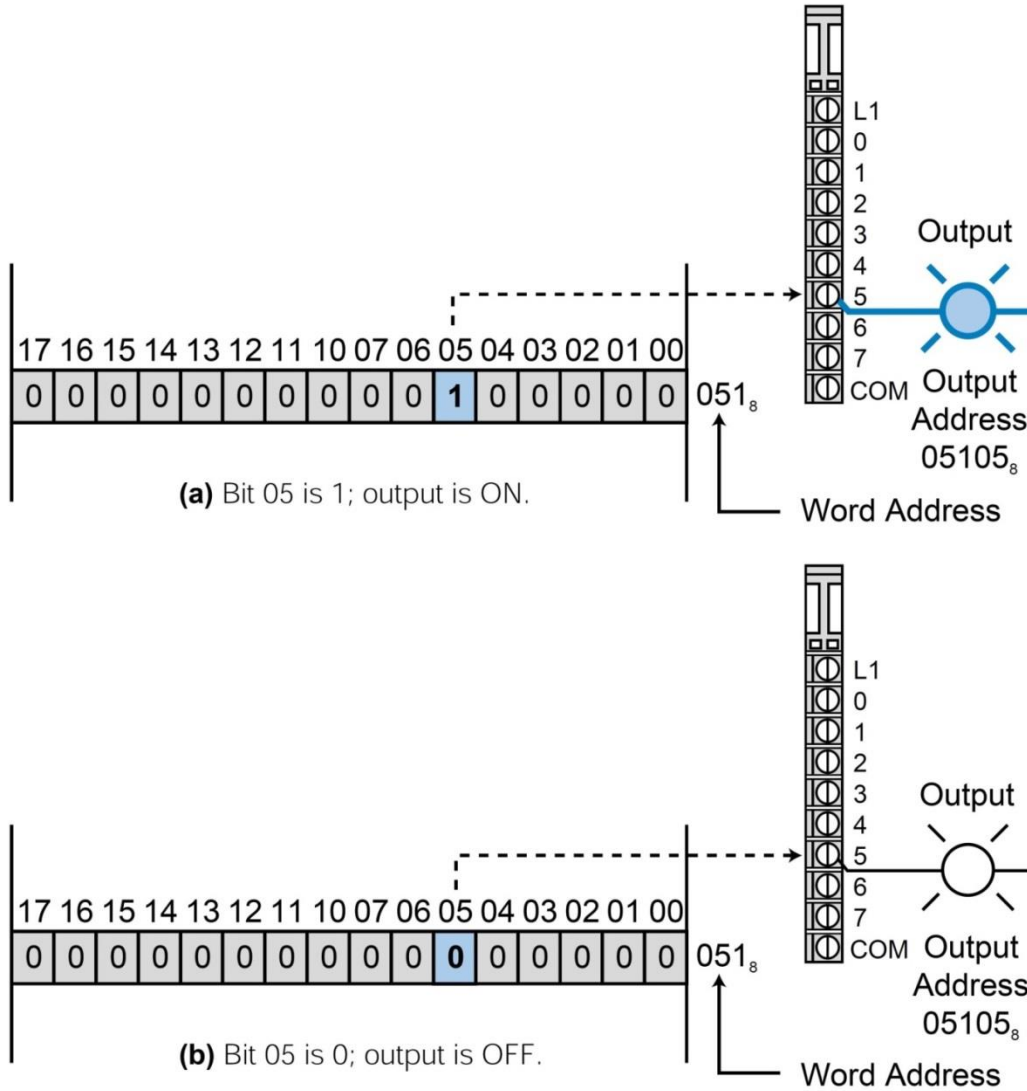 L1
0
1
2
3
4
5
6
7
COM
Output
Output
Address
05105₈
17 16 15 14 13 12 11 10 07 06 05 04 03 02 01 00
0 0 0 0 0 0 0 0 0 0 1 0 0 0 0 0 051₈
(a) Bit 05 is 1; output is ON.
Word Address
L1
0
1
2
3
4
5
6
7
COM
Output
Output
Address
05105₈
17 16 15 14 13 12 11 10 07 06 05 04 03 02 01 00
0 0 0 0 0 0 0 0 0 0 0 0 0 0 0 0 051₈
(b) Bit 05 is 0; output is OFF.
Word Address